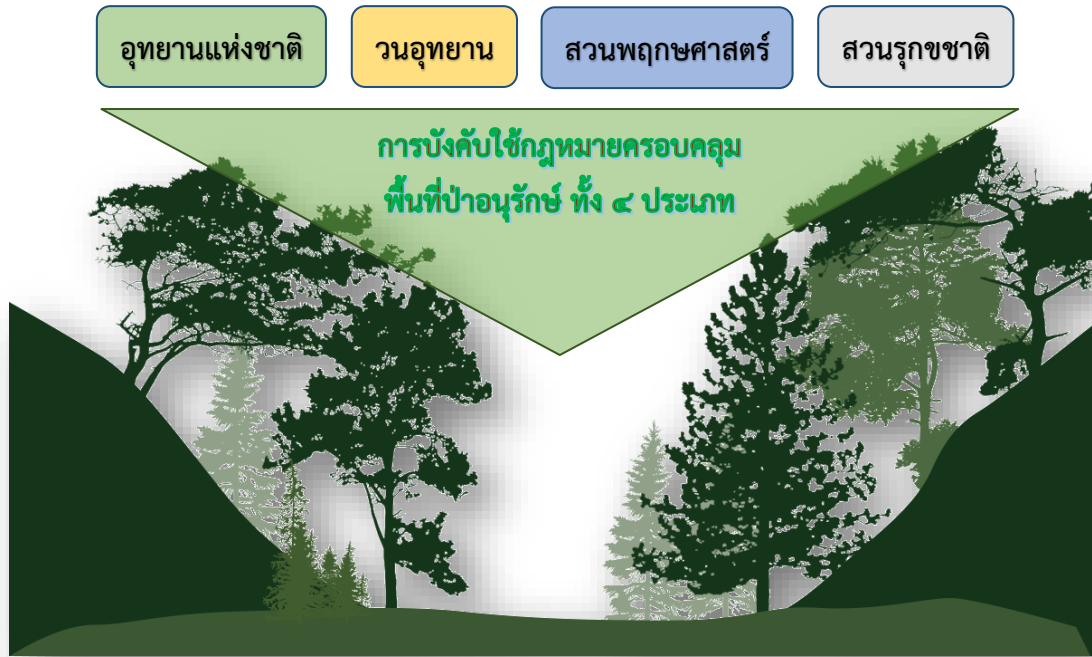 อุทยานแห่งชาติ วนอุทยาน สวนพฤกษศาสตร์ สวนรุกขชาติ
การบังคับใช้กฎหมายครอบคลุม
พื้นที่ป่าอนุรักษ์ ทั้ง ๔ ประเภท